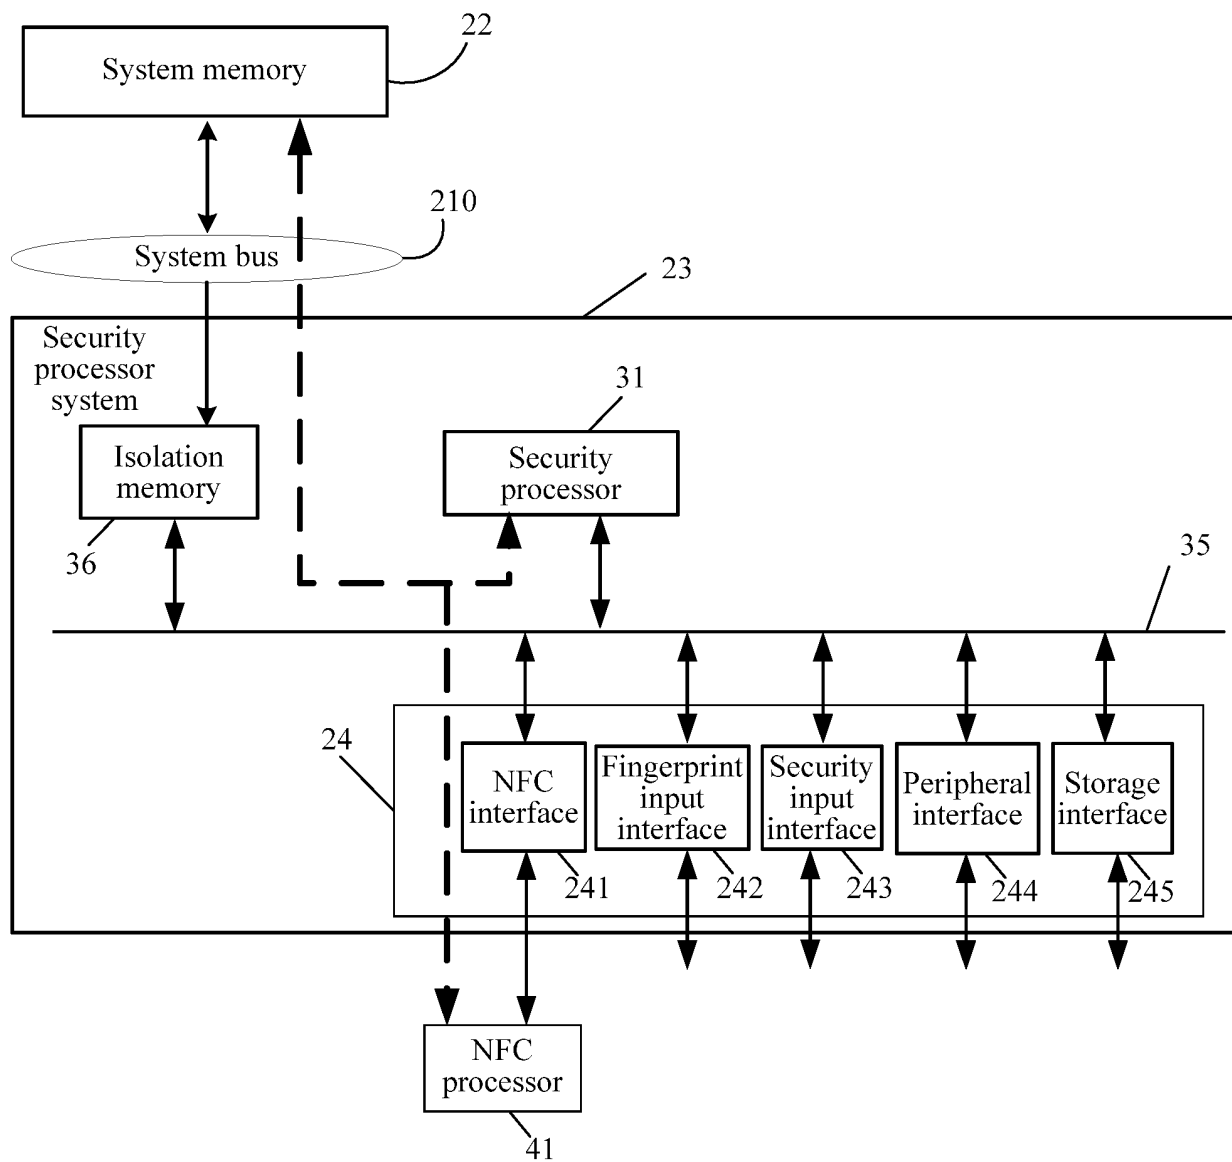 22
System memory
210
System bus
23
Security
processor
system
31
Isolation
memory
Security
processor
36
35
24
NFC
interface
Fingerprint
input
interface
Security
input
interface
Peripheral
interface
Storage
interface
241
242
243
244
245
NFC
processor
41